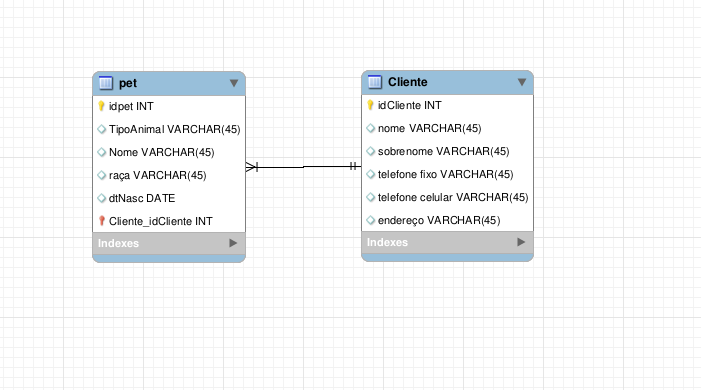 pet
idpet INT
TipoAnimal VARCHAR(45)
Nome VARCHAR(45)
raça VARCHAR(45)
dtNasc DATE
Cliente_idCliente INT
Indexes
Cliente
idCliente INT
nome VARCHAR(45)
sobrenome VARCHAR(45)
telefone fixo VARCHAR(45)
telefone celular VARCHAR(45)
endereço VARCHAR(45)
Indexes